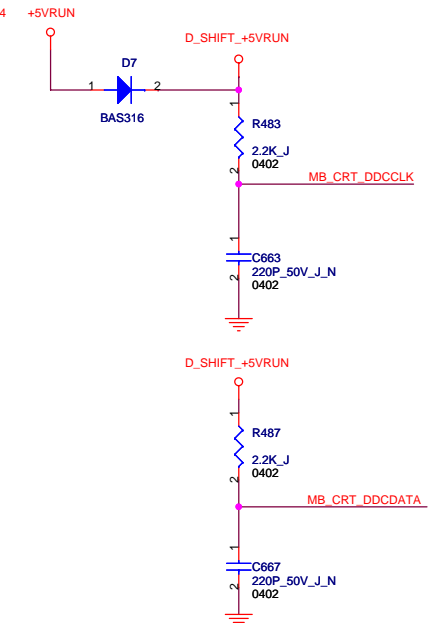 4 +5VRUN
D_SHIFT_+5VRUN
D7
1 2
BAS316
1
R483
2.2K_J
2 0402
MB_CRT_DDCCLK
1
C663
220P_50V_J_N
2 0402
D_SHIFT_+5VRUN
1
R487
2.2K_J
2 0402
MB_CRT_DDCDATA
1
C667
220P_50V_J_N
2 0402